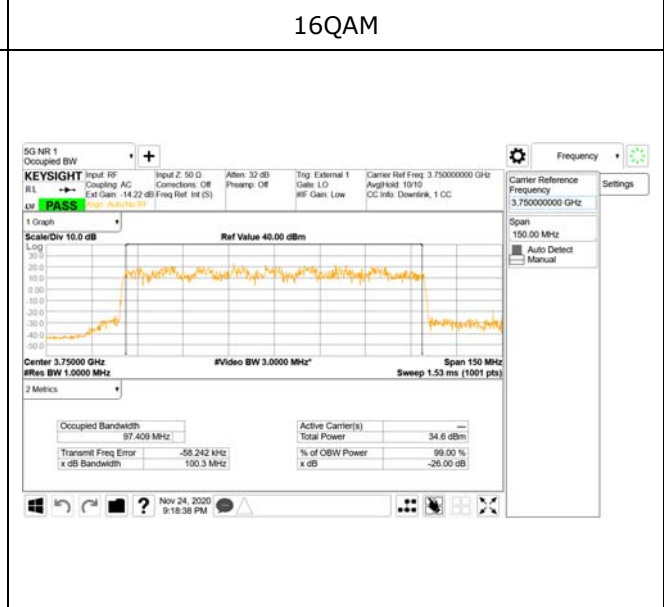 16QAM
5G NR 1
Occupied BW
Frequency
KEYSIGHT
RL
PASS
Input: RF
Coupling: AC
Ext Gain: -14.22 dB
Align: Auto/No RF
Input Z: 50 Ω
Corrections: Off
Freq Ref: Int (S)
Atten: 32 dB
Preamp: Off
Trig: External 1
Gate: LO
#IF Gain: Low
Carrier Ref Freq: 3.750000000 GHz
Avg|Hold: 10/10
CC Info: Downlink, 1 CC
Carrier Reference
Frequency
3.750000000 GHz
Settings
Span
150.00 MHz
Auto Detect
Manual
1 Graph
Scale/Div 10.0 dB
Ref Value 40.00 dBm
Log
30.0
20.0
10.0
0.00
-10.0
-20.0
-30.0
-40.0
-50.0
Center 3.75000 GHz
#Video BW 3.0000 MHz*
Span 150 MHz
#Res BW 1.0000 MHz
Sweep 1.53 ms (1001 pts)
2 Metrics
Occupied Bandwidth
97.409 MHz
Active Carrier(s) ---
Total Power 34.6 dBm
Transmit Freq Error -58.242 kHz
x dB Bandwidth 100.3 MHz
% of OBW Power 99.00 %
x dB -26.00 dB
Nov 24, 2020
9:18:38 PM